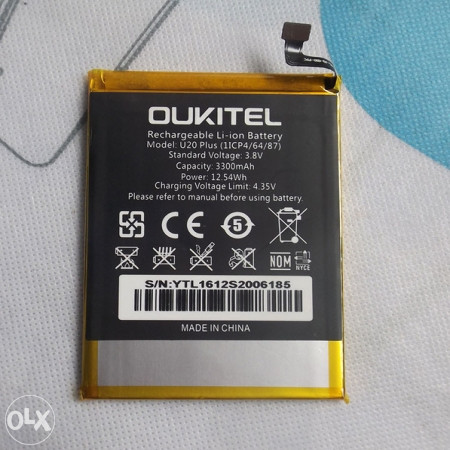 OUKITEL
Rechargeable Li-ion Battery
Model: U20 Plus (1ICP4/64/87)
Standard Voltage: 3.8V
Capacity: 3300mAh
Power: 12.54Wh
Charging Voltage Limited: 4.35V
Please refer to manual before using battery.
5
NOM
NYCE
S/N:YTL1612S2006185
MADE IN CHINA
OLX